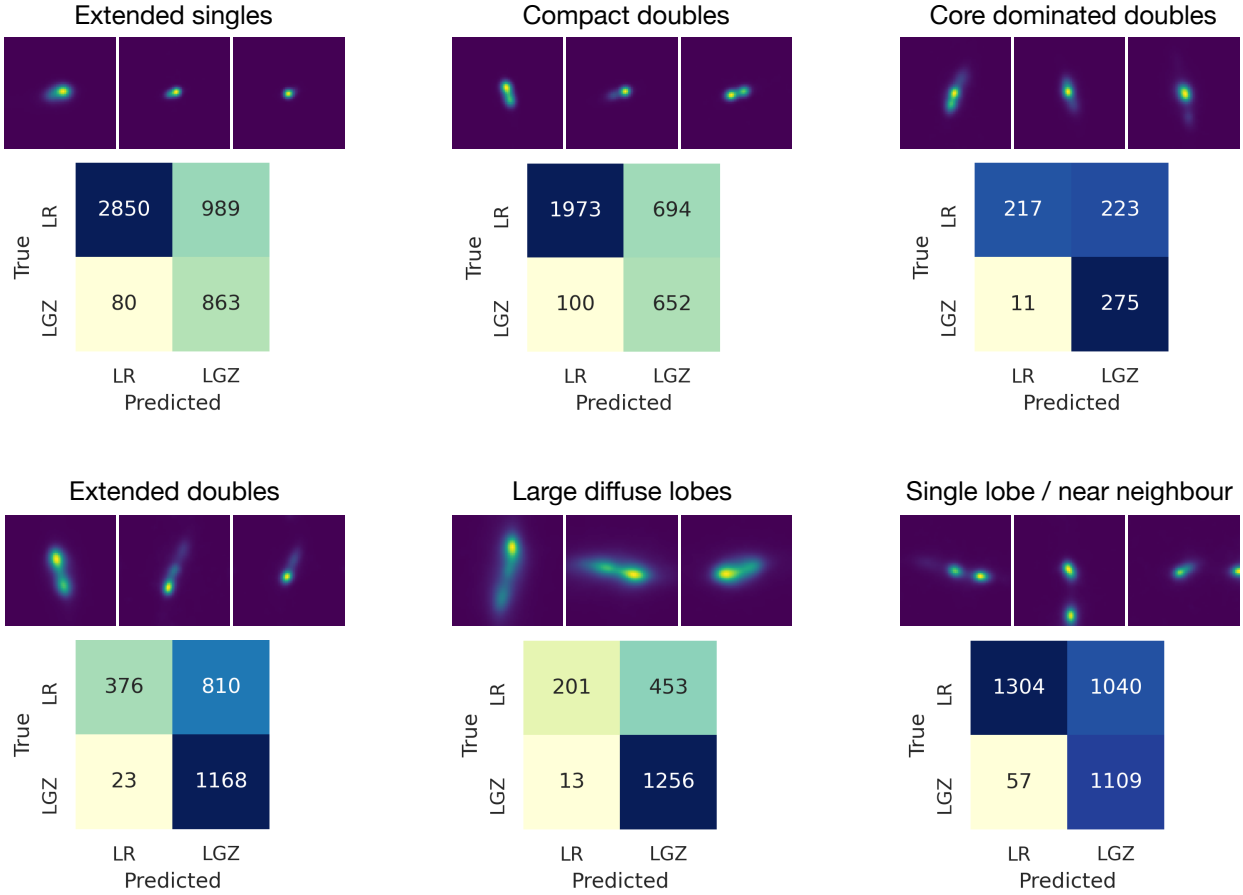 Extended singles
Compact doubles
Core dominated doubles
True
LR
LGZ
2850 989
80 863
LR LGZ
Predicted
True
LR
LGZ
1973 694
100 652
LR LGZ
Predicted
True
LR
LGZ
217 223
11 275
LR LGZ
Predicted
Extended doubles
Large diffuse lobes
Single lobe / near neighbour
True
LR
LGZ
376 810
23 1168
LR LGZ
Predicted
True
LR
LGZ
201 453
13 1256
LR LGZ
Predicted
True
LR
LGZ
1304 1040
57 1109
LR LGZ
Predicted